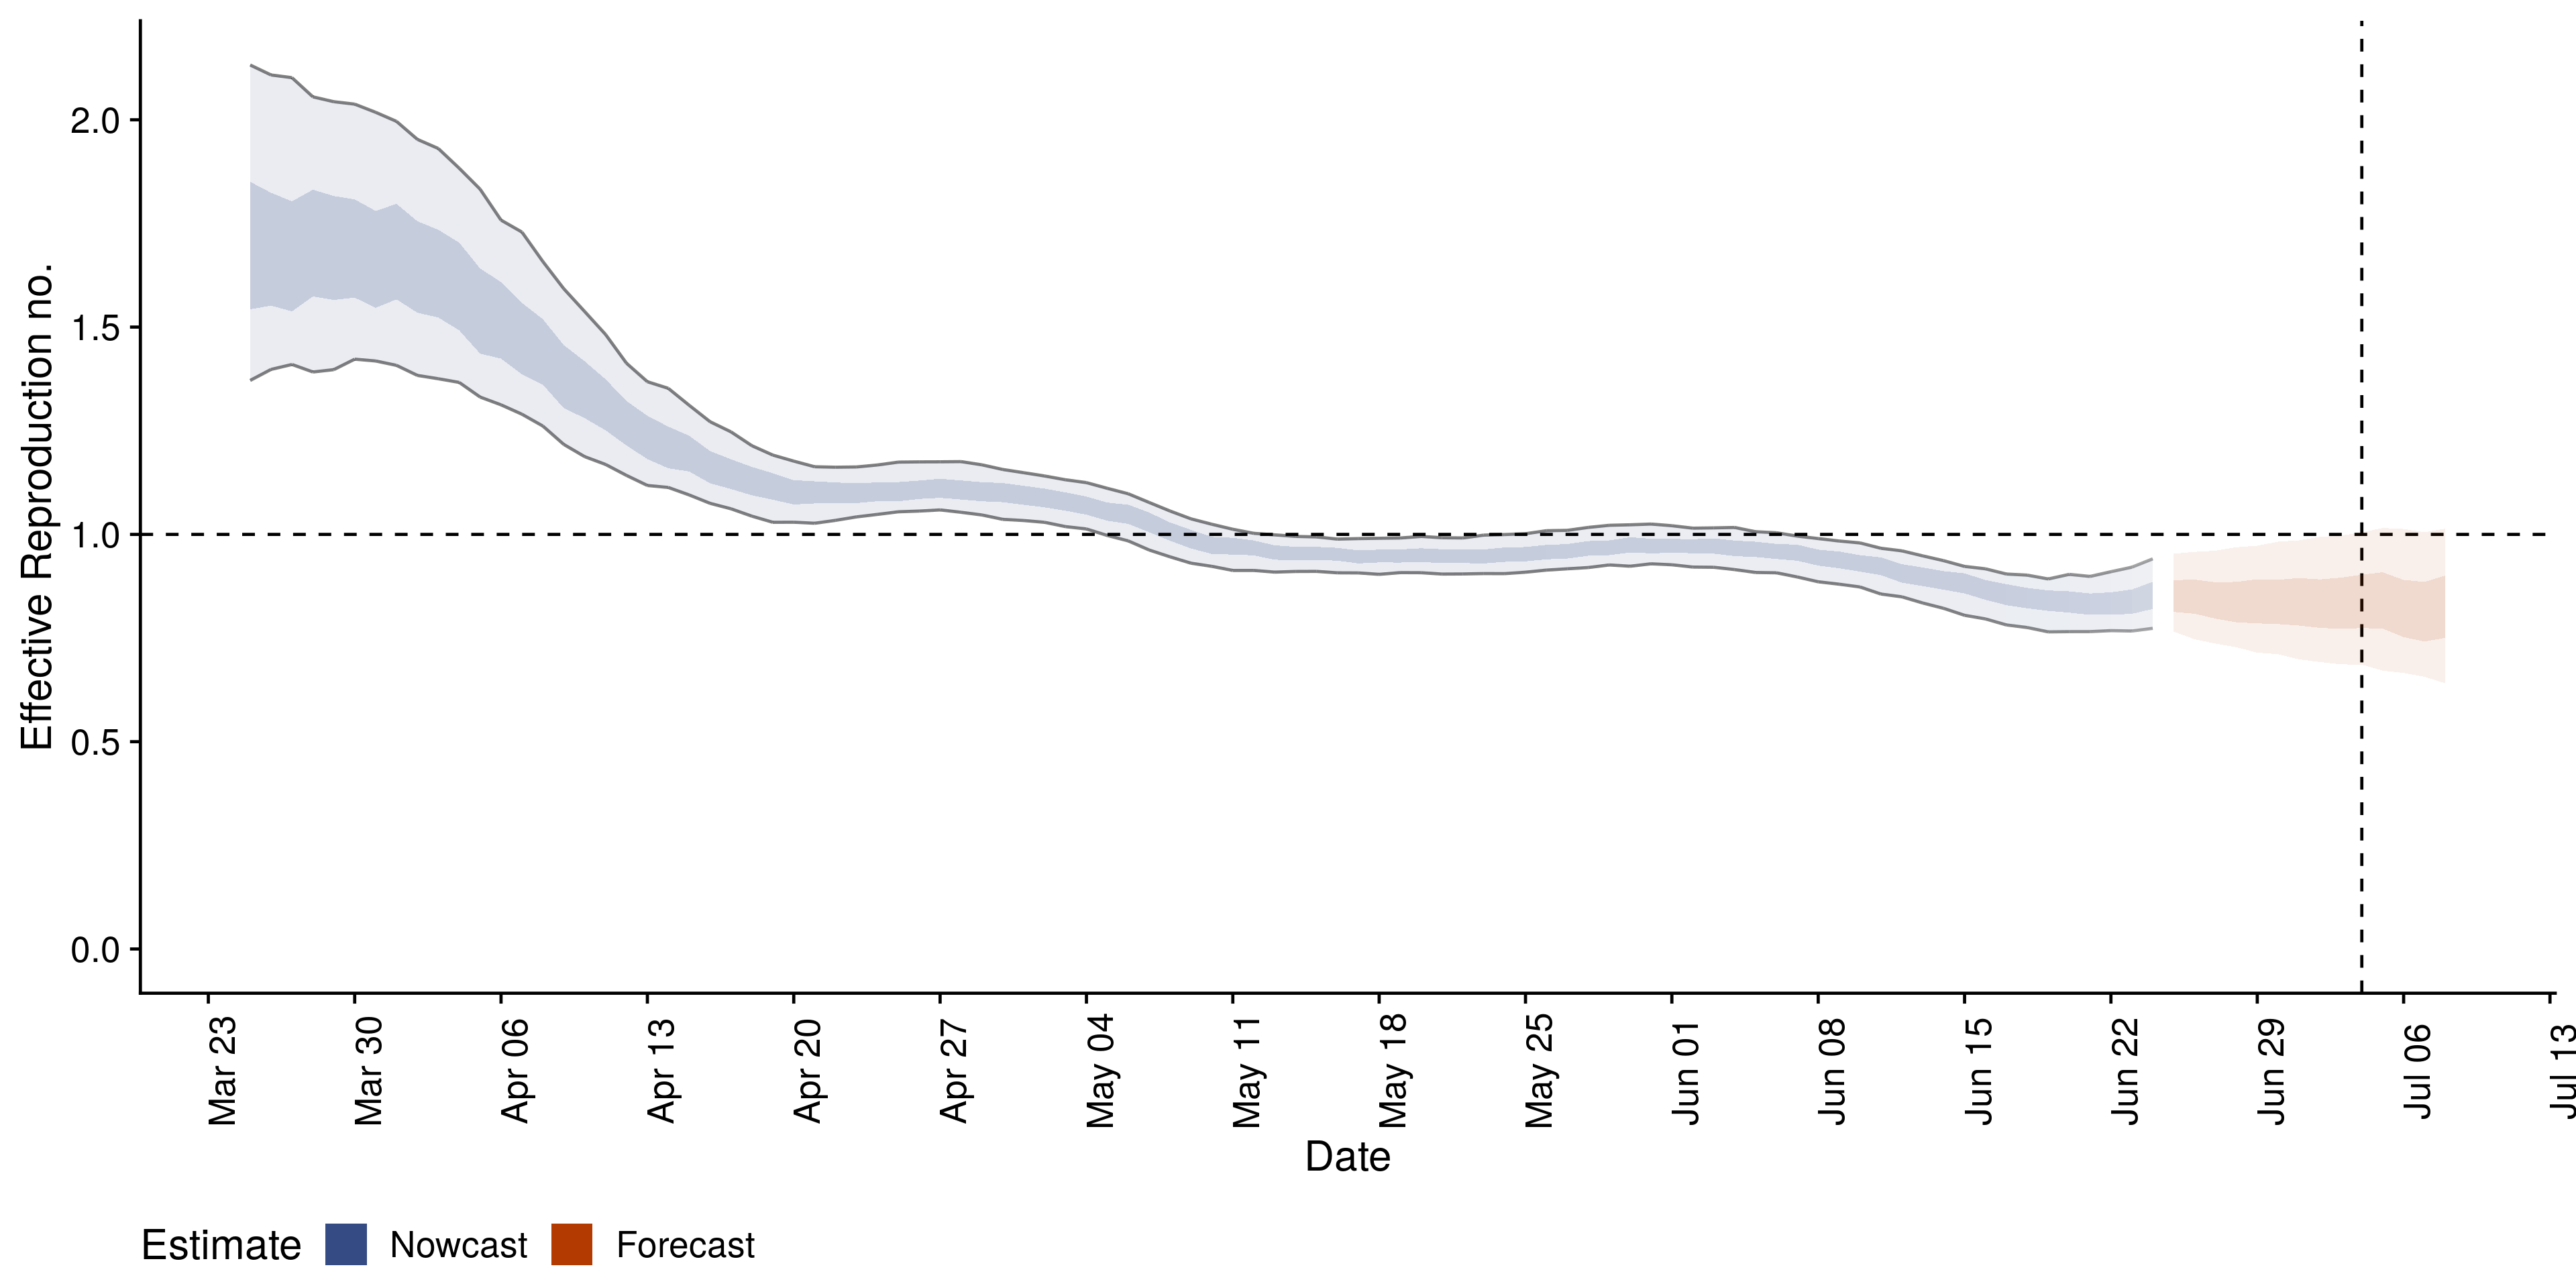 Effective Reproduction no.
2.0
1.5
1.0
0.5
0.0
Mar 23
Mar 30
Apr 06
Apr 13
Apr 20
Apr 27
May 04
May 11
May 18
May 25
Jun 01
Jun 08
Jun 15
Jun 22
Jun 29
Jul 06
Jul 13
Date
Estimate Nowcast Forecast